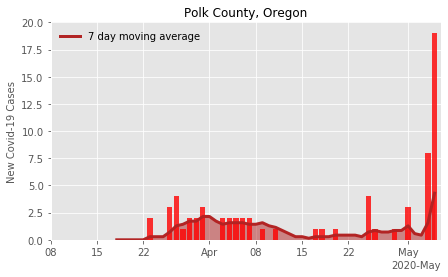 Polk County, Oregon
7 day moving average
New Covid-19 Cases
20.0
17.5
15.0
12.5
10.0
7.5
5.0
2.5
0.0
08
15
22
Apr
08
15
22
May
2020-May